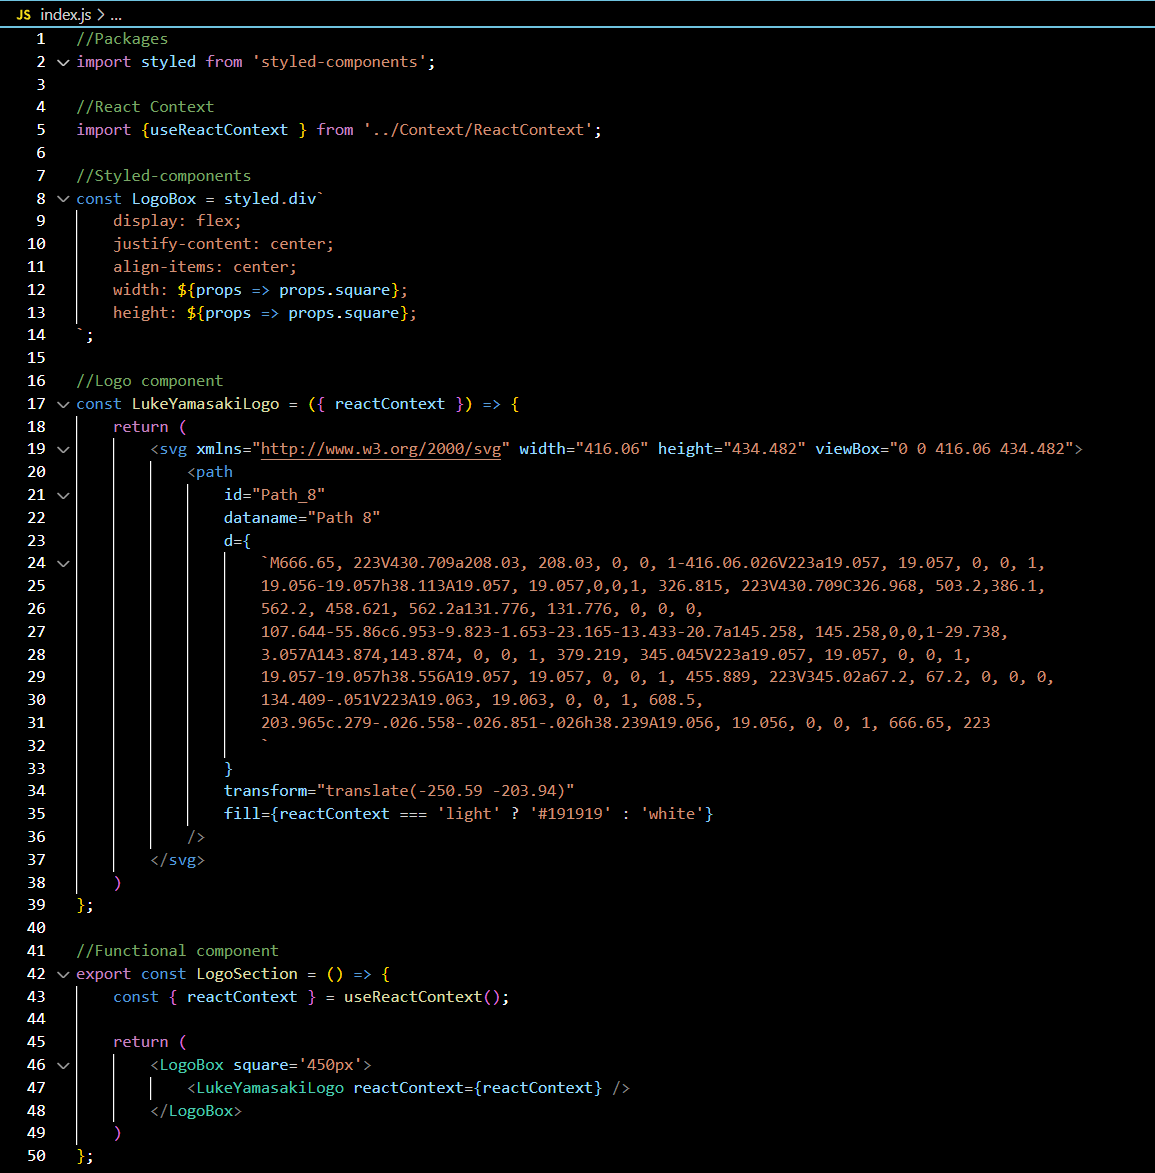 JS index.js > ...
1 //Packages
2 import styled from 'styled-components';
3
4 //React Context
5 import {useReactContext } from '../Context/ReactContext';
6
7 //Styled-components
8 const LogoBox = styled.div`
9     display: flex;
10     justify-content: center;
11     align-items: center;
12     width: ${props => props.square};
13     height: ${props => props.square};
14 `;
15
16 //Logo component
17 const LukeYamasakiLogo = ({ reactContext }) => {
18     return (
19         <svg xmlns="http://www.w3.org/2000/svg" width="416.06" height="434.482" viewBox="0 0 416.06 434.482">
20             <path
21                 id="Path_8"
22                 dataname="Path 8"
23                 d={
24                     `M666.65, 223V430.709a208.03, 208.03, 0, 0, 1-416.06.026V223a19.057, 19.057, 0, 0, 1,
25                     19.056-19.057h38.113A19.057, 19.057,0,0,1, 326.815, 223V430.709C326.968, 503.2,386.1,
26                     562.2, 458.621, 562.2a131.776, 131.776, 0, 0, 0,
27                     107.644-55.86c6.953-9.823-1.653-23.165-13.433-20.7a145.258, 145.258,0,0,1-29.738,
28                     3.057A143.874,143.874, 0, 0, 1, 379.219, 345.045V223a19.057, 19.057, 0, 0, 1,
29                     19.057-19.057h38.556A19.057, 19.057, 0, 0, 1, 455.889, 223V345.02a67.2, 67.2, 0, 0, 0,
30                     134.409-.051V223A19.063, 19.063, 0, 0, 1, 608.5,
31                     203.965c.279-.026.558-.026.851-.026h38.239A19.056, 19.056, 0, 0, 1, 666.65, 223
32                     `
33                 }
34                 transform="translate(-250.59 -203.94)"
35                 fill={reactContext === 'light' ? '#191919' : 'white'}
36             />
37         </svg>
38     )
39 };
40
41 //Functional component
42 export const LogoSection = () => {
43     const { reactContext } = useReactContext();
44
45     return (
46         <LogoBox square='450px'>
47             <LukeYamasakiLogo reactContext={reactContext} />
48         </LogoBox>
49     )
50 };